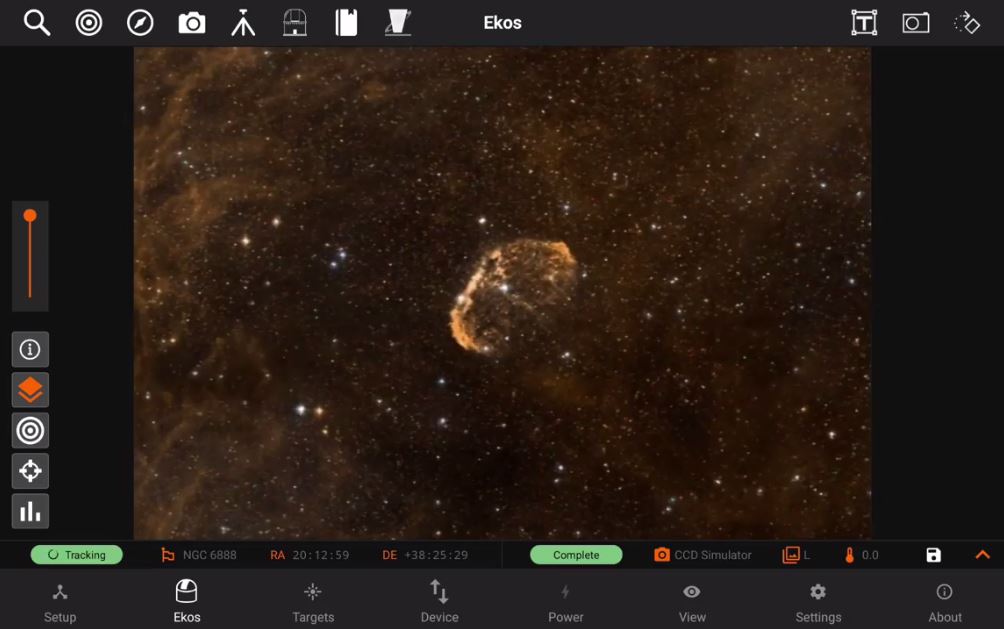 Ekos
T
Tracking
NGC 6888
RA 20:12:59
DE +38:25:29
Complete
CCD Simulator
L
0.0
Setup
Ekos
Targets
Device
Power
View
Settings
About